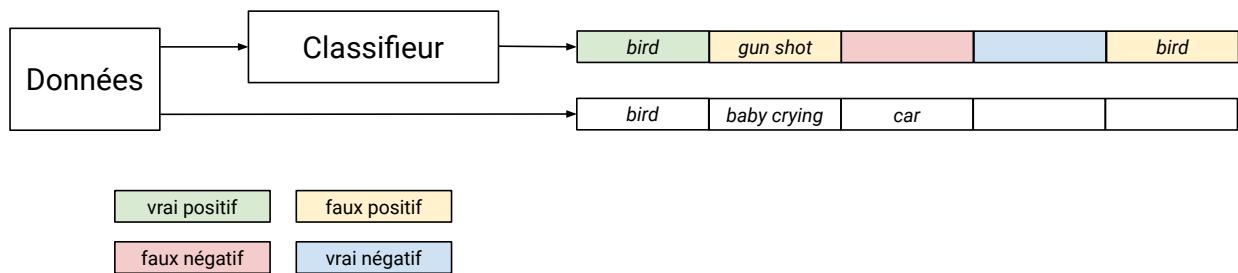 Données
Classifieur
bird gun shot bird
bird baby crying car
vrai positif faux positif
faux négatif vrai négatif